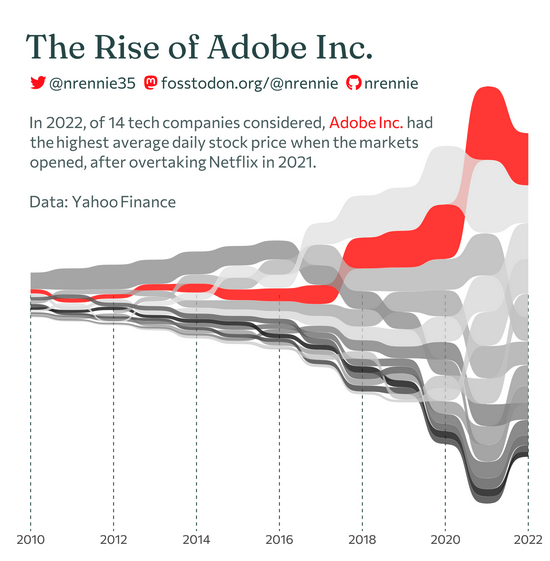 The Rise of Adobe Inc.
@nrennie35 fosstodon.org/@nrennie nrennie
In 2022, of 14 tech companies considered, Adobe Inc. had
the highest average daily stock price when the markets
opened, after overtaking Netflix in 2021.
Data: Yahoo Finance
2010 2012 2014 2016 2018 2020 2022